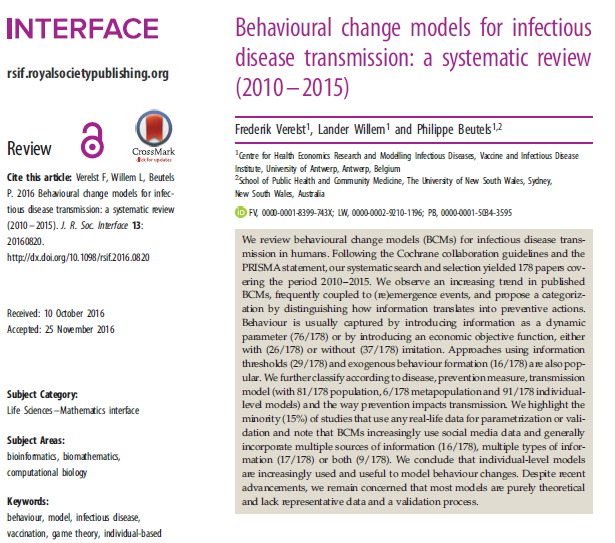 INTERFACE
rsif.royalsocietypublishing.org
Review
CrossMark
click for updates
Cite this article: Verelst F, Willem L, Beutels
P. 2016 Behavioural change models for infec-
tious disease transmission: a systematic review
(2010–2015). J. R. Soc. Interface 13:
20160820.
http://dx.doi.org/10.1098/rsif.2016.0820
Received: 10 October 2016
Accepted: 25 November 2016
Subject Category:
Life Sciences–Mathematics interface
Subject Areas:
bioinformatics, biomathematics,
computational biology
Keywords:
behaviour, model, infectious disease,
vaccination, game theory, individual-based
Behavioural change models for infectious
disease transmission: a systematic review
(2010–2015)
Frederik Verelst1, Lander Willem1 and Philippe Beutels1,2
1Centre for Health Economics Research and Modelling Infectious Diseases, Vaccine and Infectious Disease
Institute, University of Antwerp, Antwerp, Belgium
2School of Public Health and Community Medicine, The University of New South Wales, Sydney,
New South Wales, Australia
iD FV, 0000-0001-8399-743X; LW, 0000-0002-9210-1196; PB, 0000-0001-5034-3595
We review behavioural change models (BCMs) for infectious disease trans-
mission in humans. Following the Cochrane collaboration guidelines and the
PRISMA statement, our systematic search and selection yielded 178 papers cov-
ering the period 2010–2015. We observe an increasing trend in published
BCMs, frequently coupled to (re)emergence events, and propose a categoriz-
ation by distinguishing how information translates into preventive actions.
Behaviour is usually captured by introducing information as a dynamic
parameter (76/178) or by introducing an economic objective function, either
with (26/178) or without (37/178) imitation. Approaches using information
thresholds (29/178) and exogenous behaviour formation (16/178) are also pop-
ular. We further classify according to disease, prevention measure, transmission
model (with 81/178 population, 6/178 metapopulation and 91/178 individual-
level models) and the way prevention impacts transmission. We highlight the
minority (15%) of studies that use any real-life data for parametrization or vali-
dation and note that BCMs increasingly use social media data and generally
incorporate multiple sources of information (16/178), multiple types of infor-
mation (17/178) or both (9/178). We conclude that individual-level models
are increasingly used and useful to model behaviour changes. Despite recent
advancements, we remain concerned that most models are purely theoretical
and lack representative data and a validation process.